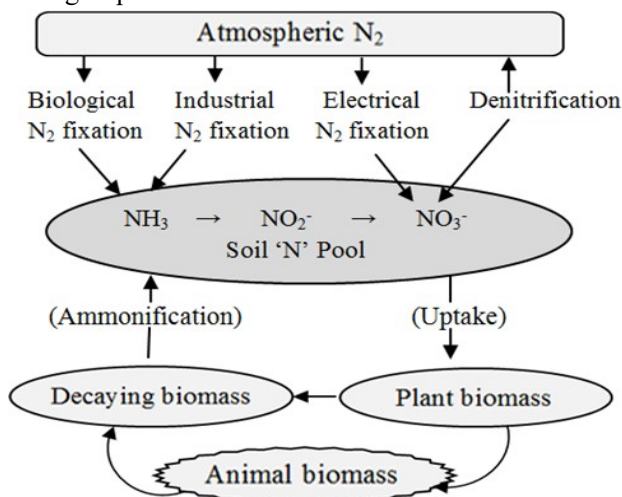 Atmospheric N₂
Biological Industrial Electrical Denitrification
N₂ fixation N₂ fixation N₂ fixation
NH₃ → NO₂⁻ → NO₃⁻
Soil ‘N’ Pool
(Ammonification) (Uptake)
Decaying biomass Plant biomass
Animal biomass